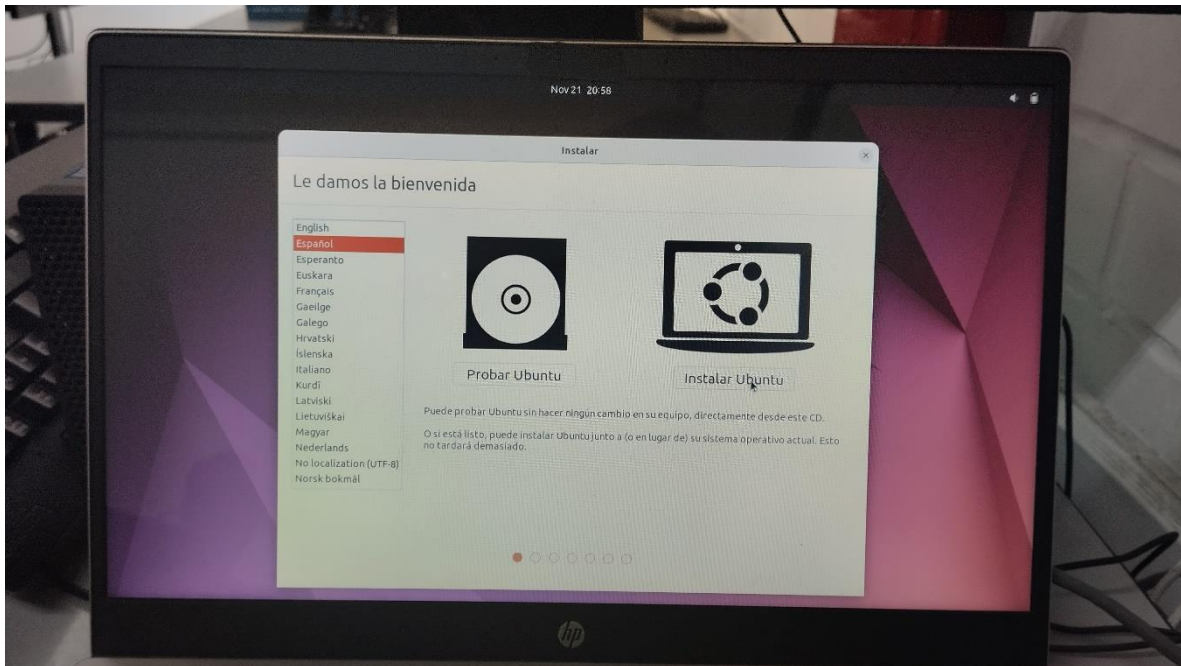 Nov 21 20:58
Instalar
Le damos la bienvenida
English
Español
Esperanto
Euskara
Français
Gaeilge
Galego
Hrvatski
Íslenska
Italiano
Kurdî
Latviski
Lietuviškai
Magyar
Nederlands
No localization (UTF-8)
Norsk bokmål
Probar Ubuntu
Instalar Ubuntu
Puede probar Ubuntu sin hacer ningún cambio en su equipo, directamente desde este CD.
O si está listo, puede instalar Ubuntu junto a (o en lugar de) su sistema operativo actual. Esto
no tardará demasiado.
hp